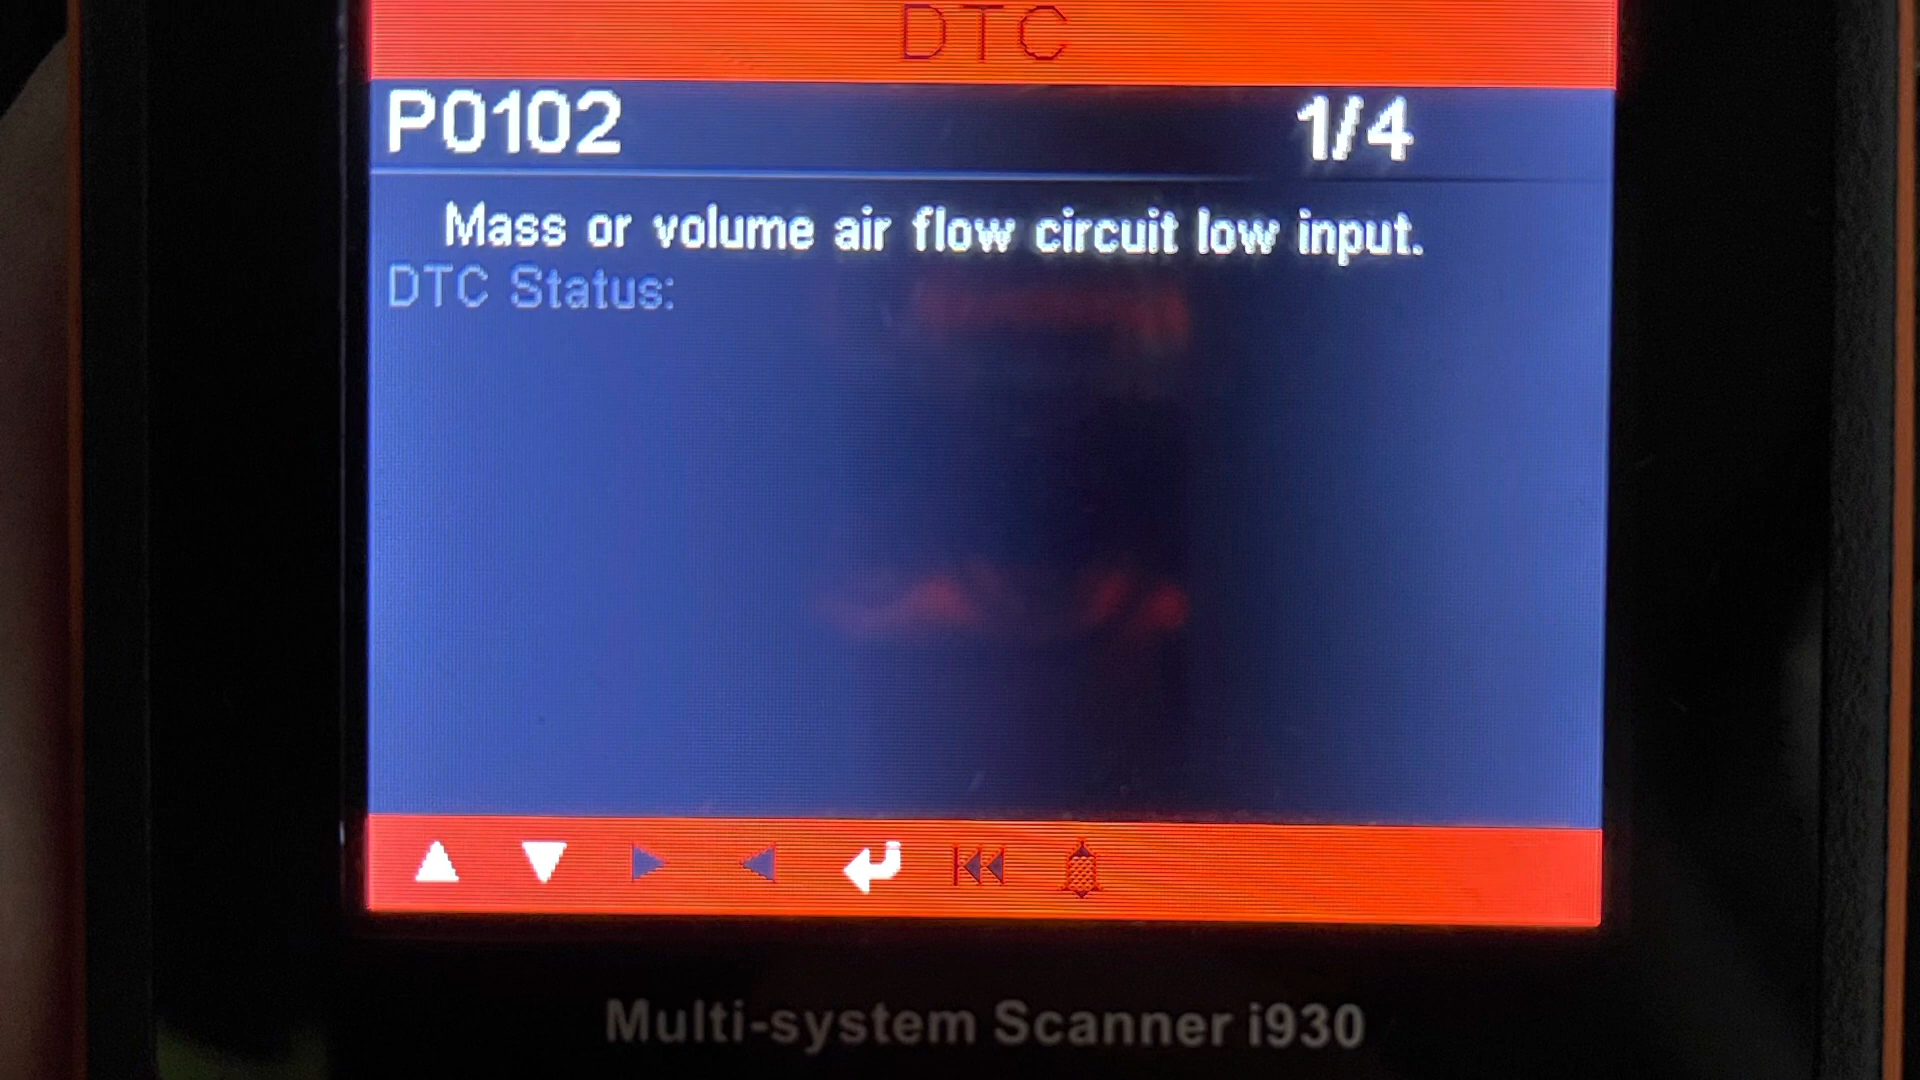 DTC
P0102 1/4
Mass or volume air flow circuit low input.
DTC Status:
Multi-system Scanner i930